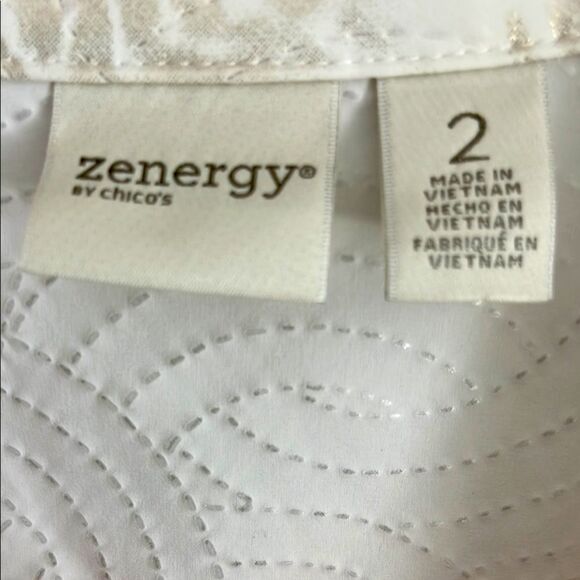 zenergy®
BY CHICO'S
2
MADE IN
VIETNAM
HECHO EN
VIETNAM
FABRIQUÉ EN
VIETNAM